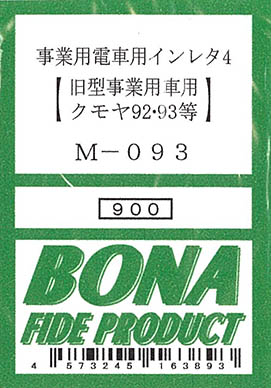 事業用電車用インレタ4
【旧型事業用車用
クモヤ92・93等】
M－093
900
BONA
FIDE PRODUCT
4 573245 163893